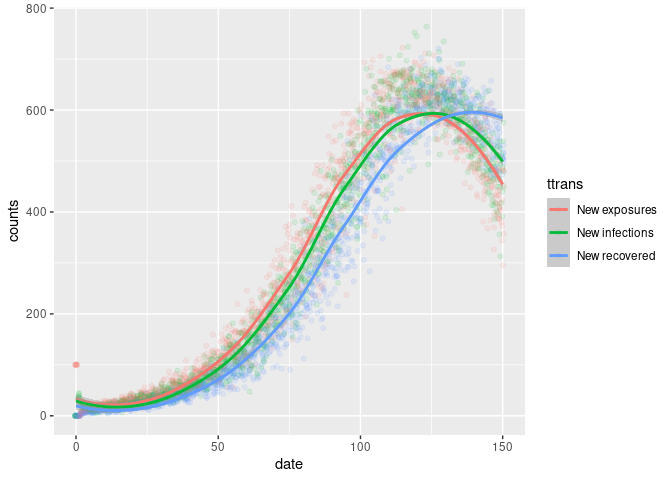 800
600
400
200
0
counts
0 50 100 150
date
ttrans
New exposures
New infections
New recovered